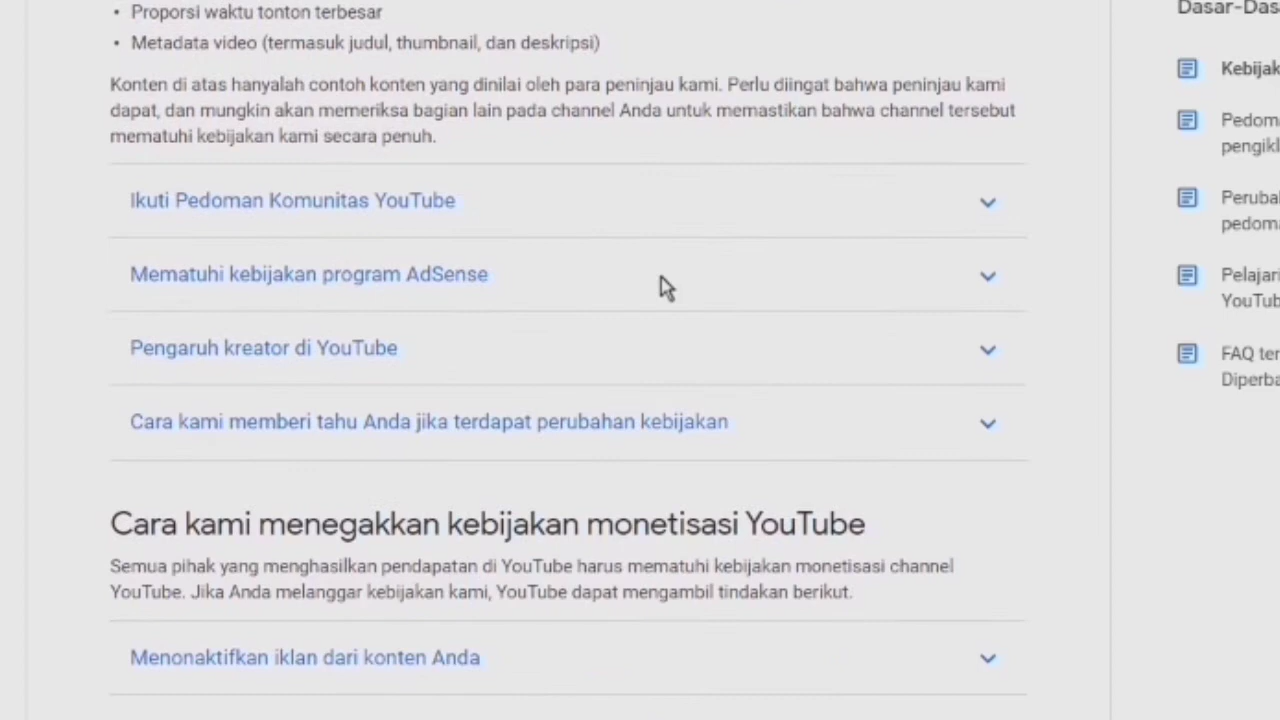 Proporsi waktu tonton terbesar
Metadata video (termasuk judul, thumbnail, dan deskripsi)
Konten di atas hanyalah contoh konten yang dinilai oleh para peninjau kami. Perlu diingat bahwa peninjau kami
dapat, dan mungkin akan memeriksa bagian lain pada channel Anda untuk memastikan bahwa channel tersebut
mematuhi kebijakan kami secara penuh.
Ikuti Pedoman Komunitas YouTube
Mematuhi kebijakan program AdSense
Pengaruh kreator di YouTube
Cara kami memberi tahu Anda jika terdapat perubahan kebijakan
Cara kami menegakkan kebijakan monetisasi YouTube
Semua pihak yang menghasilkan pendapatan di YouTube harus mematuhi kebijakan monetisasi channel
YouTube. Jika Anda melanggar kebijakan kami, YouTube dapat mengambil tindakan berikut.
Menonaktifkan iklan dari konten Anda
Dasar-Das
Kebijak
Pedoma
pengikl
Perubal
pedoma
Pelajari
YouTub
FAQ ter
Diperba